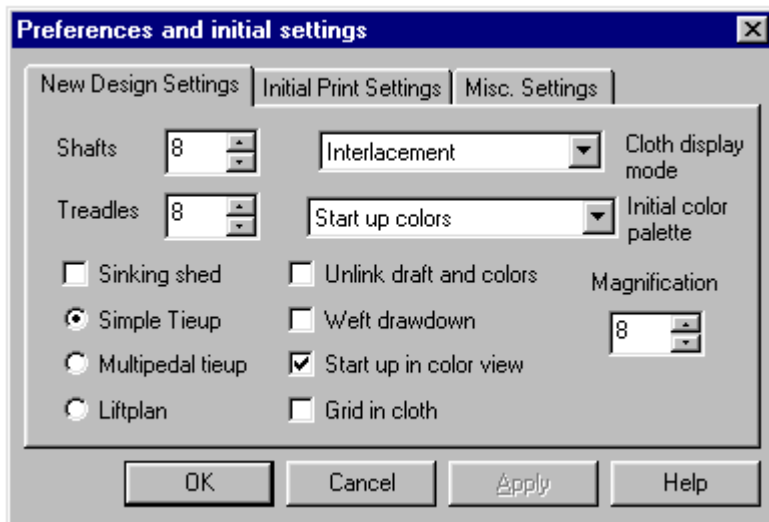 Preferences and initial settings
New Design Settings
Initial Print Settings
Misc. Settings
Shafts
8
Interlacement
Cloth display
mode
Treadles
8
Start up colors
Initial color
palette
Sinking shed
Unlink draft and colors
Magnification
Simple Tieup
Weft drawdown
8
Multipedal tieup
Start up in color view
Liftplan
Grid in cloth
OK
Cancel
Apply
Help